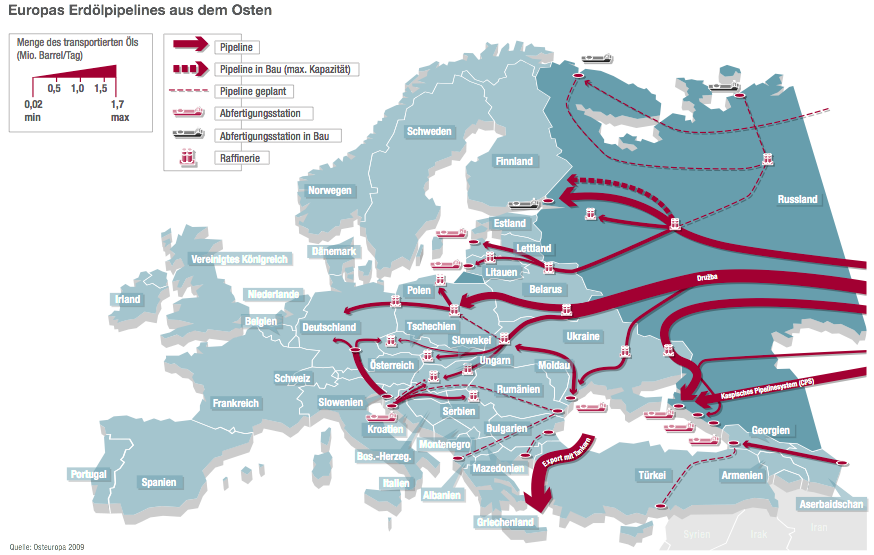 Europas Erdölpipelines aus dem Osten
Menge des transportierten Öls
(Mio. Barrel/Tag)
0,5
1,0
1,5
0,02
min
1,7
max
Pipeline
Pipeline in Bau (max. Kapazität)
Pipeline geplant
Abfertigungsstation
Abfertigungsstation in Bau
Raffinerie
Schweden
Finnland
Norwegen
Russland
Estland
Lettland
Litauen
Dänemark
Vereinigtes Königreich
Irland
Niederlande
Belgien
Polen
Belarus
Družba
Deutschland
Tschechien
Slowakei
Ukraine
Ungarn
Moldau
Österreich
Schweiz
Rumänien
Kaspisches Pipelinesystem (CPS)
Frankreich
Slowenien
Serbien
Kroatien
Bulgarien
Georgien
Montenegro
Bos.-Herzeg.
Mazedonien
Export mit Tankern
Portugal
Spanien
Italien
Albanien
Türkei
Armenien
Aserbaidschan
Griechenland
Syrien
Irak
Iran
Quelle: Osteuropa 2009